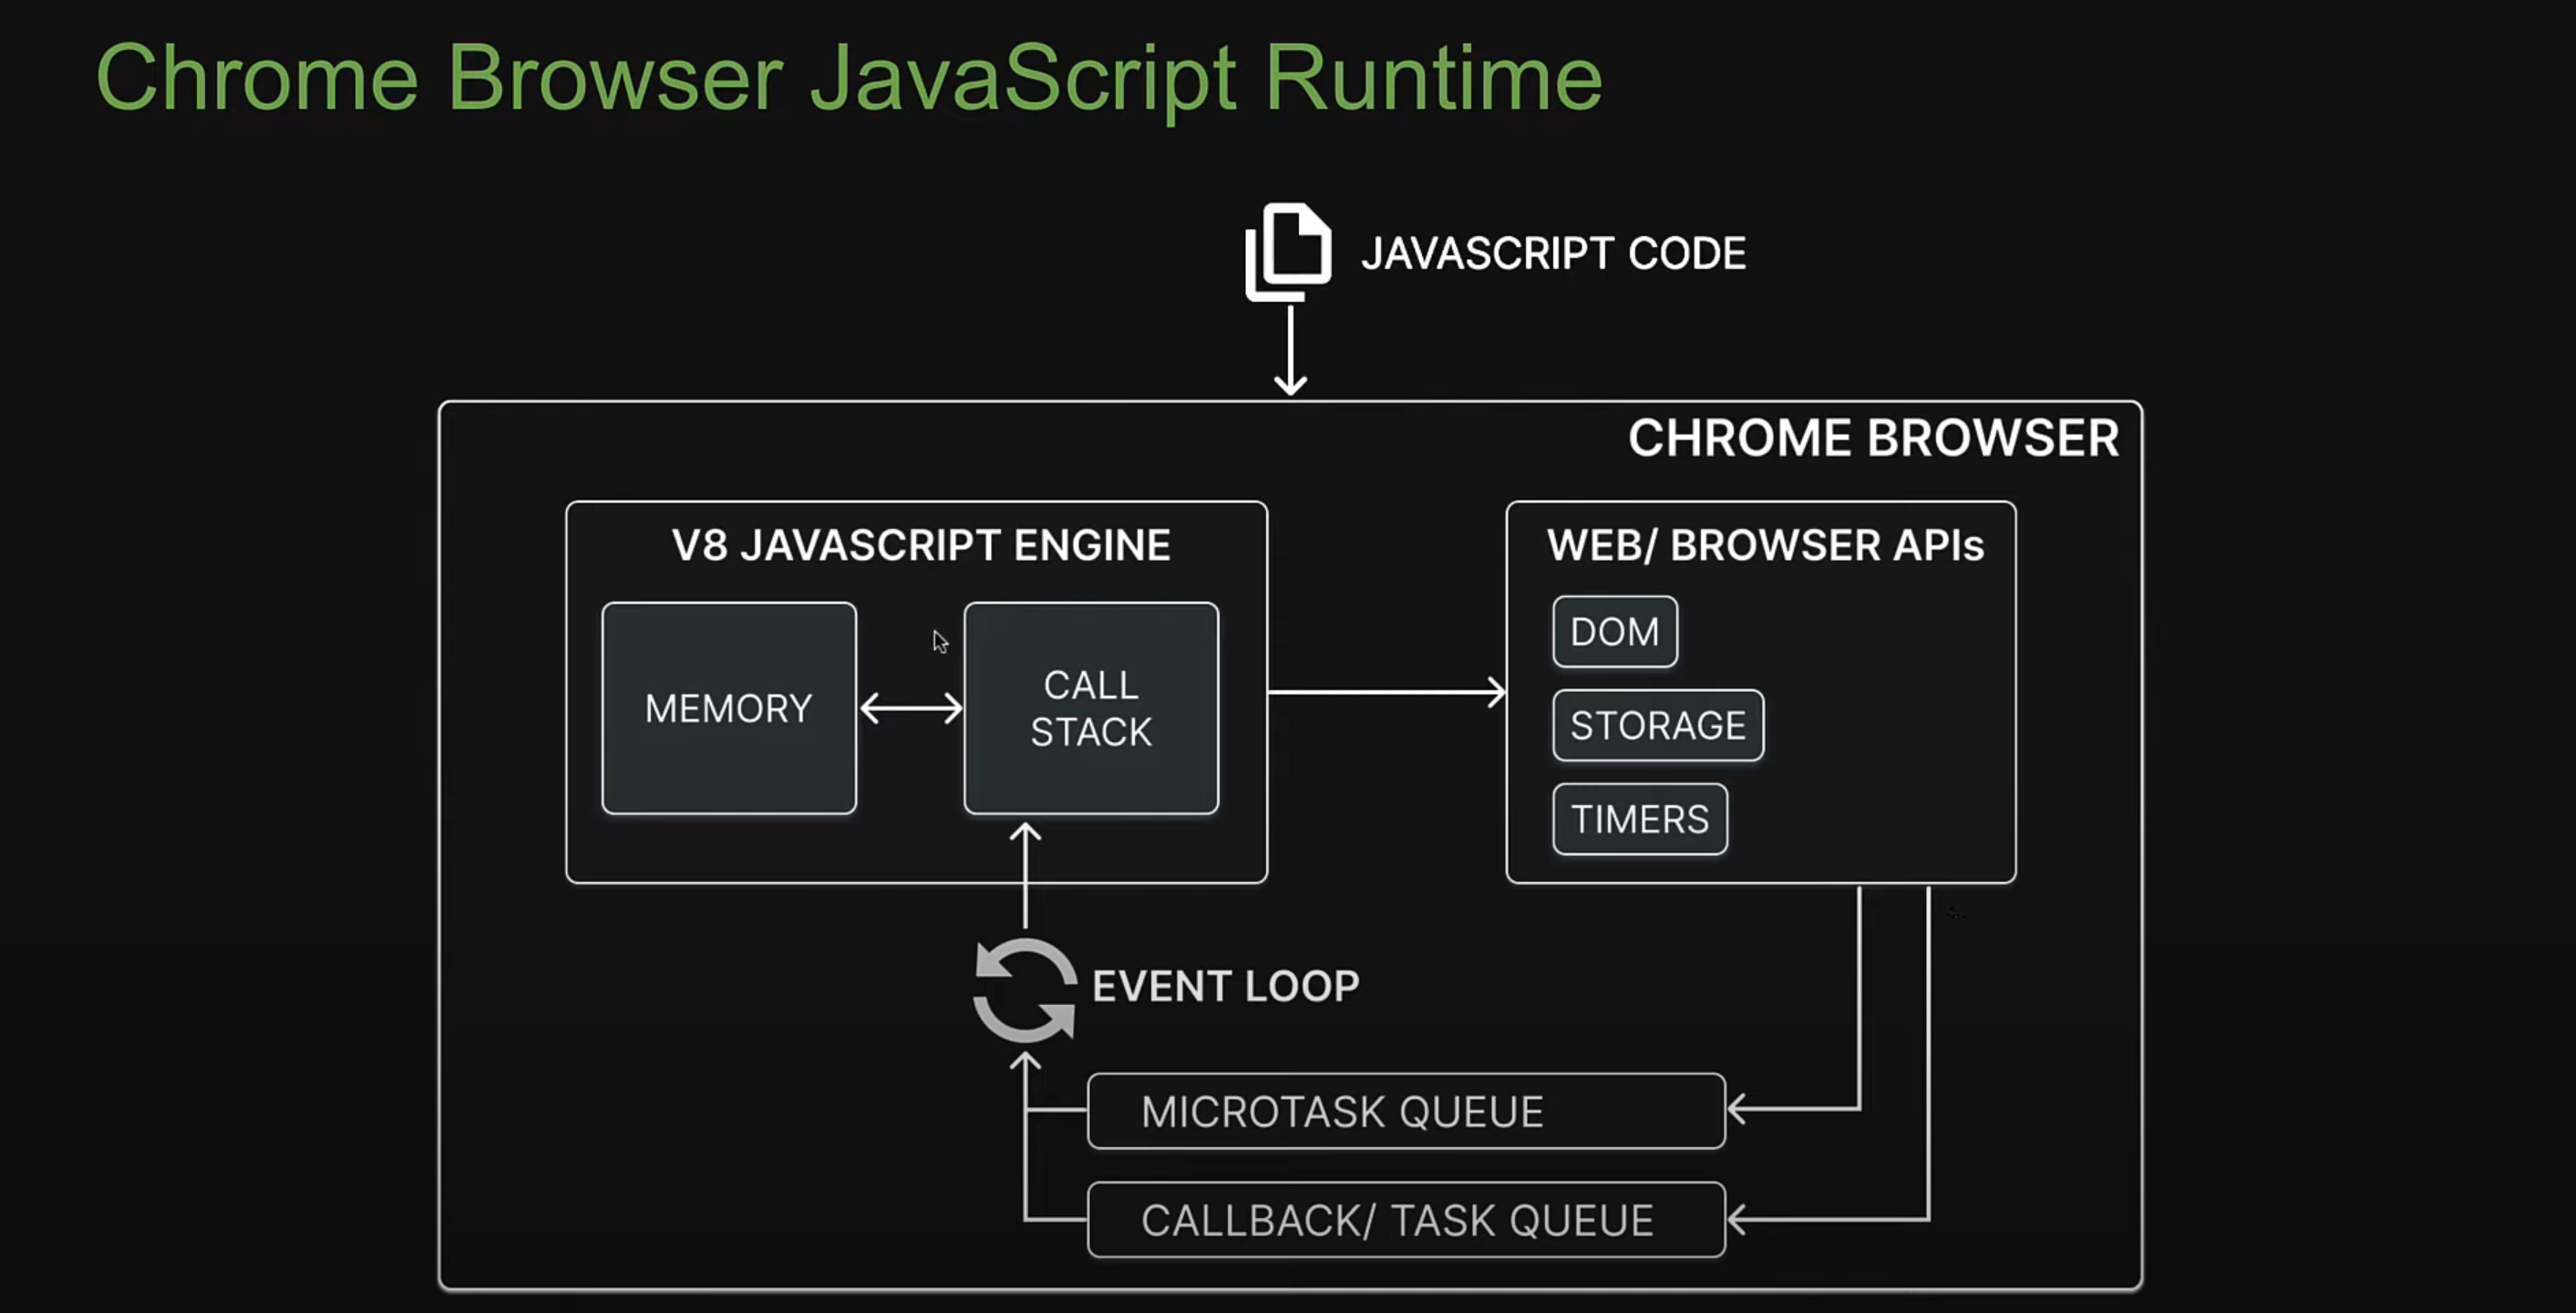 Chrome Browser JavaScript Runtime
JAVASCRIPT CODE
CHROME BROWSER
V8 JAVASCRIPT ENGINE
MEMORY
CALL
STACK
WEB/ BROWSER APIs
DOM
STORAGE
TIMERS
EVENT LOOP
MICROTASK QUEUE
CALLBACK/ TASK QUEUE